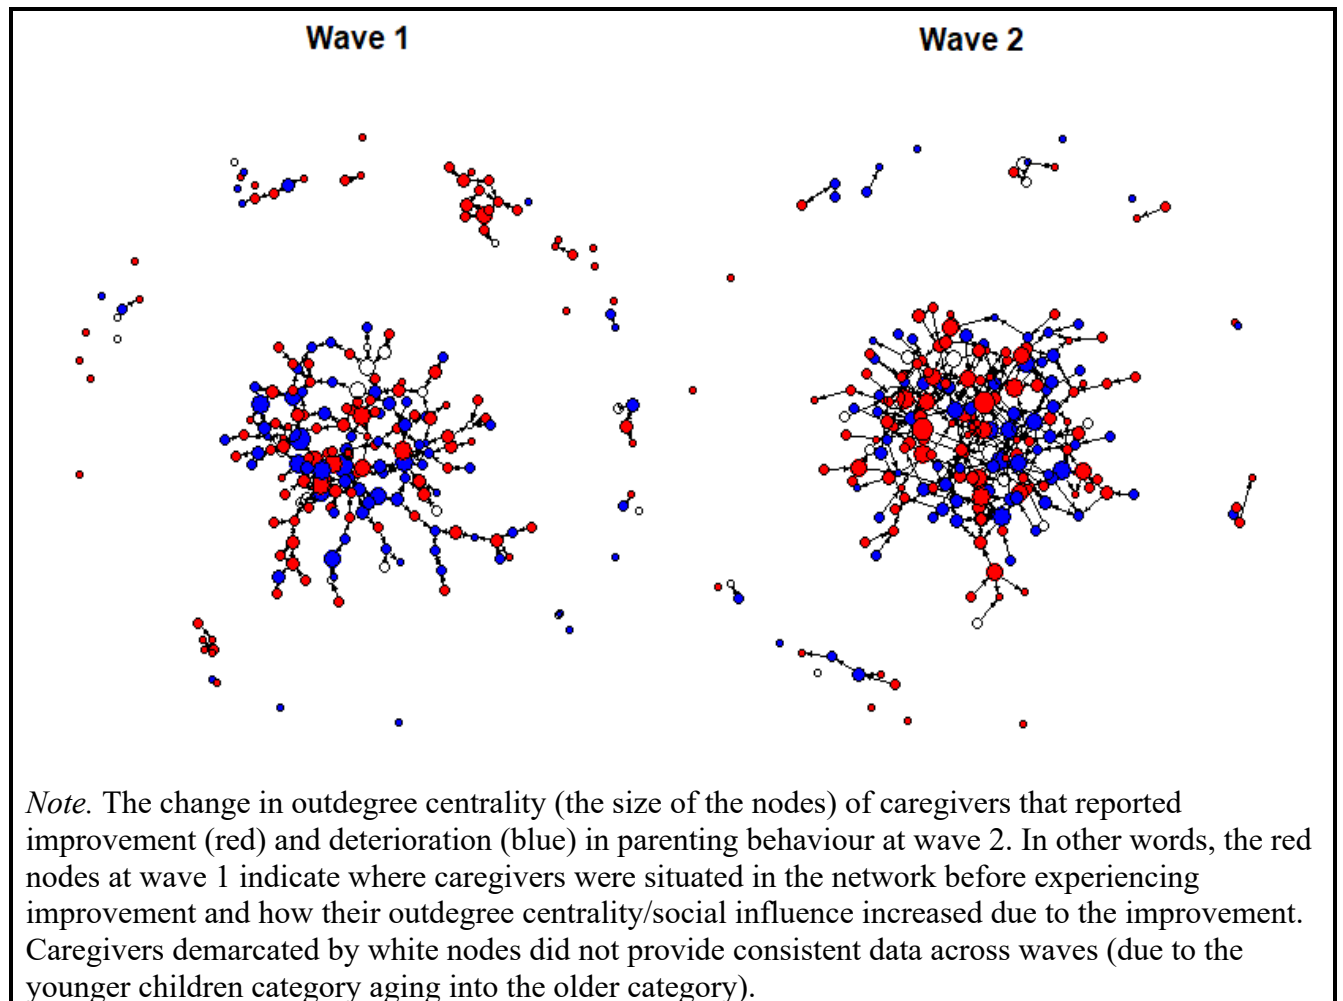 Wave 1
Wave 2
Note. The change in outdegree centrality (the size of the nodes) of caregivers that reported
improvement (red) and deterioration (blue) in parenting behaviour at wave 2. In other words, the red
nodes at wave 1 indicate where caregivers were situated in the network before experiencing
improvement and how their outdegree centrality/social influence increased due to the improvement.
Caregivers demarcated by white nodes did not provide consistent data across waves (due to the
younger children category aging into the older category).